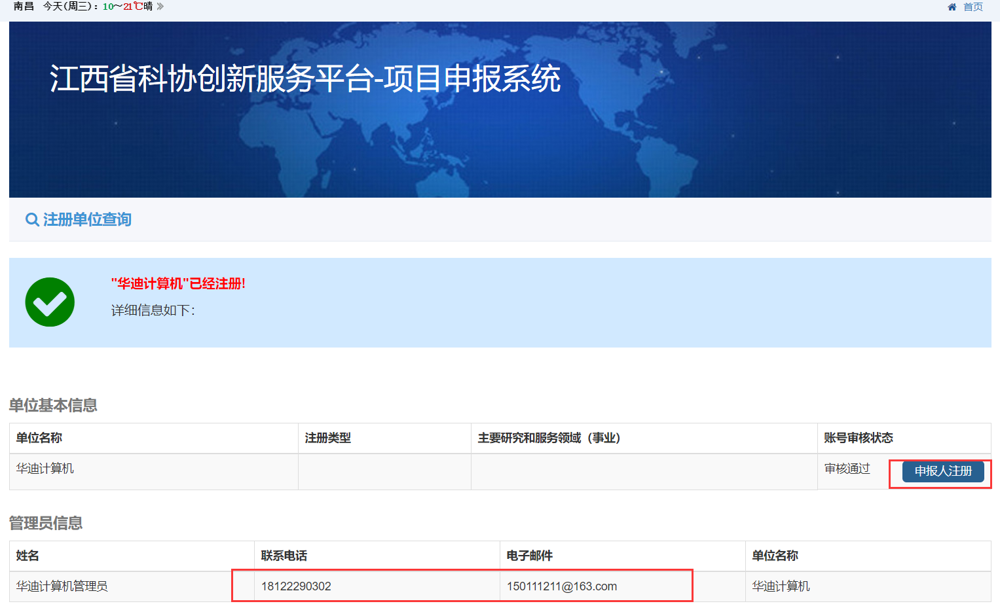 南昌 今天(周三)：10～21℃晴
首页
江西省科协创新服务平台-项目申报系统
注册单位查询
"华迪计算机"已经注册!
详细信息如下：
单位基本信息
单位名称 注册类型 主要研究和服务领域（事业） 账号审核状态
华迪计算机 审核通过 申报人注册
管理员信息
姓名 联系电话 电子邮件 单位名称
华迪计算机管理员 18122290302 150111211@163.com 华迪计算机